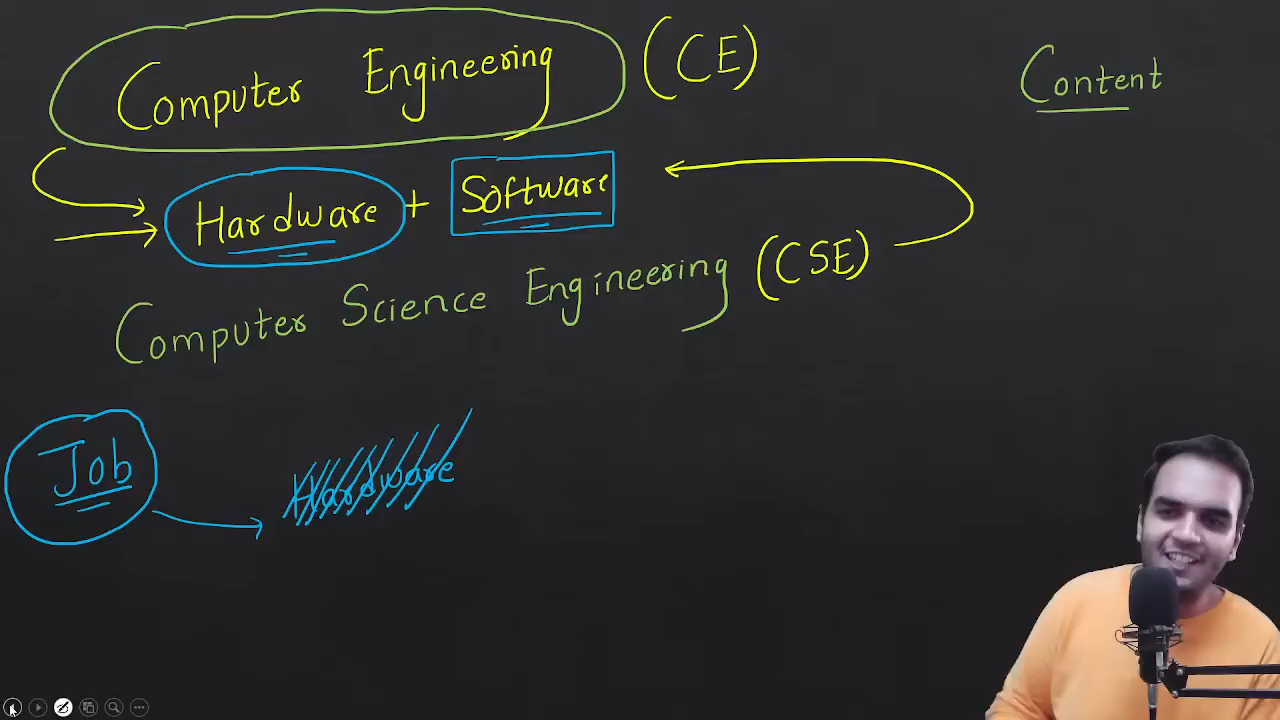 Computer Engineering (CE)
Content
Hardware + Software
Computer Science Engineering (CSE)
Job
Hardware